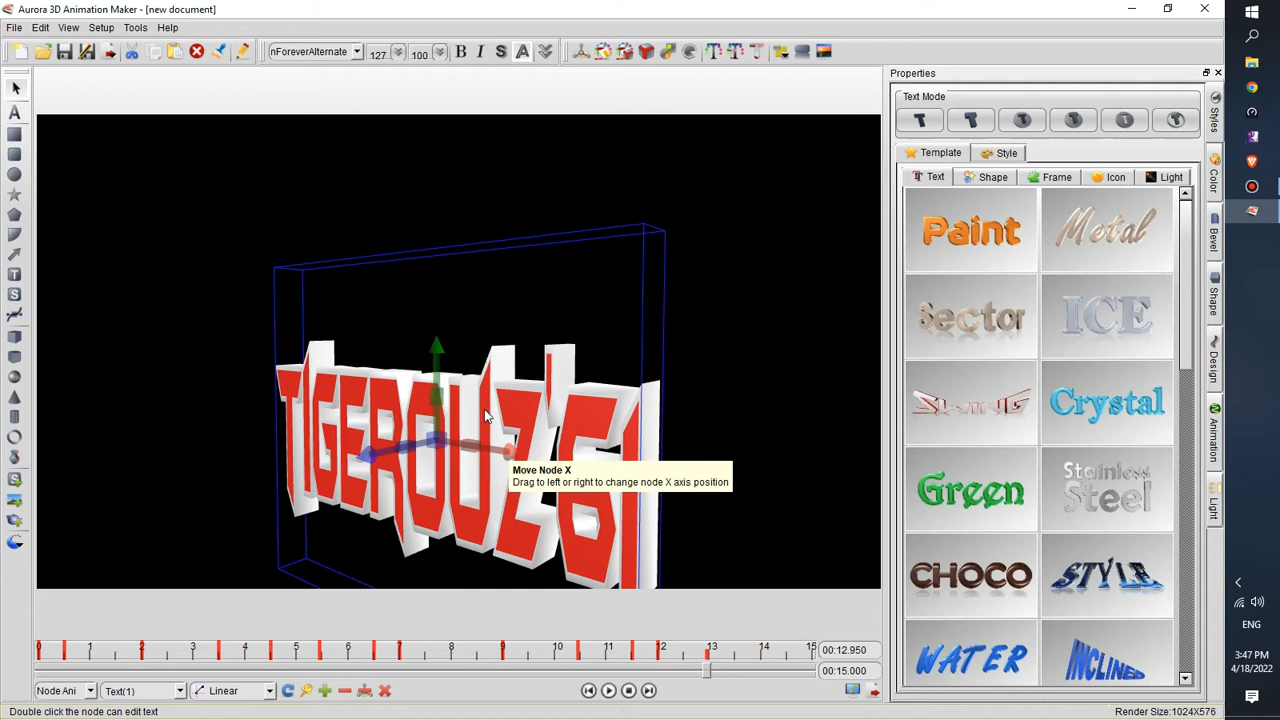 Aurora 3D Animation Maker - [new document]
File Edit View Setup Tools Help
nForeverAlternate 127 100 B I A
Properties
Text Mode
Template Style
Text Shape Frame Icon Light
Paint Metal
Sector ICE
SWING Crystal
Green Stainless Steel
CHOCO STYLE
WATER INCLINED
Styles
Color
Bevel
Shape
Design
Animation
Light
TIGEROUZ'61
Move Node X
Drag to left or right to change node X axis position
0 1 2 3 4 5 6 7 8 9 10 11 12 13 14 15
00:12.950
00:15.000
Node Ani Text(1) Linear
Double click the node can edit text
Render Size:1024X576
ENG
3:47 PM
4/18/2022